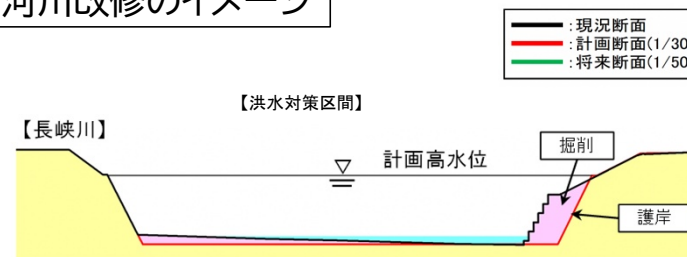 河川改修のイメージ
:現況断面
:計画断面(1/30
:将来断面(1/50
【洪水対策区間】
【長峡川】
計画高水位
掘削
護岸